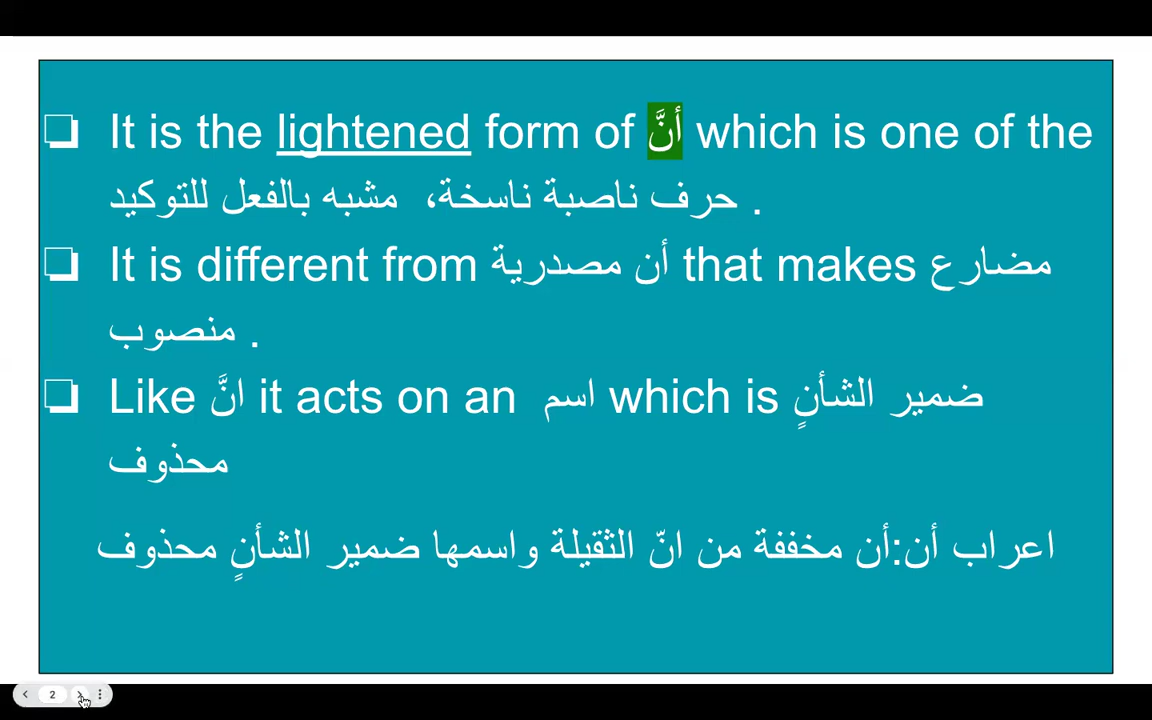 ❏ It is the lightened form of أنَّ which is one of the
حرف ناصبة ناسخة، مشبه بالفعل للتوكيد .
❏ It is different from أن مصدرية that makes مضارع
منصوب .
❏ Like انَّ it acts on an اسم which is ضمير الشأنٍ
محذوف
اعراب أن:أن مخففة من انّ الثقيلة واسمها ضمير الشأنٍ محذوف
2